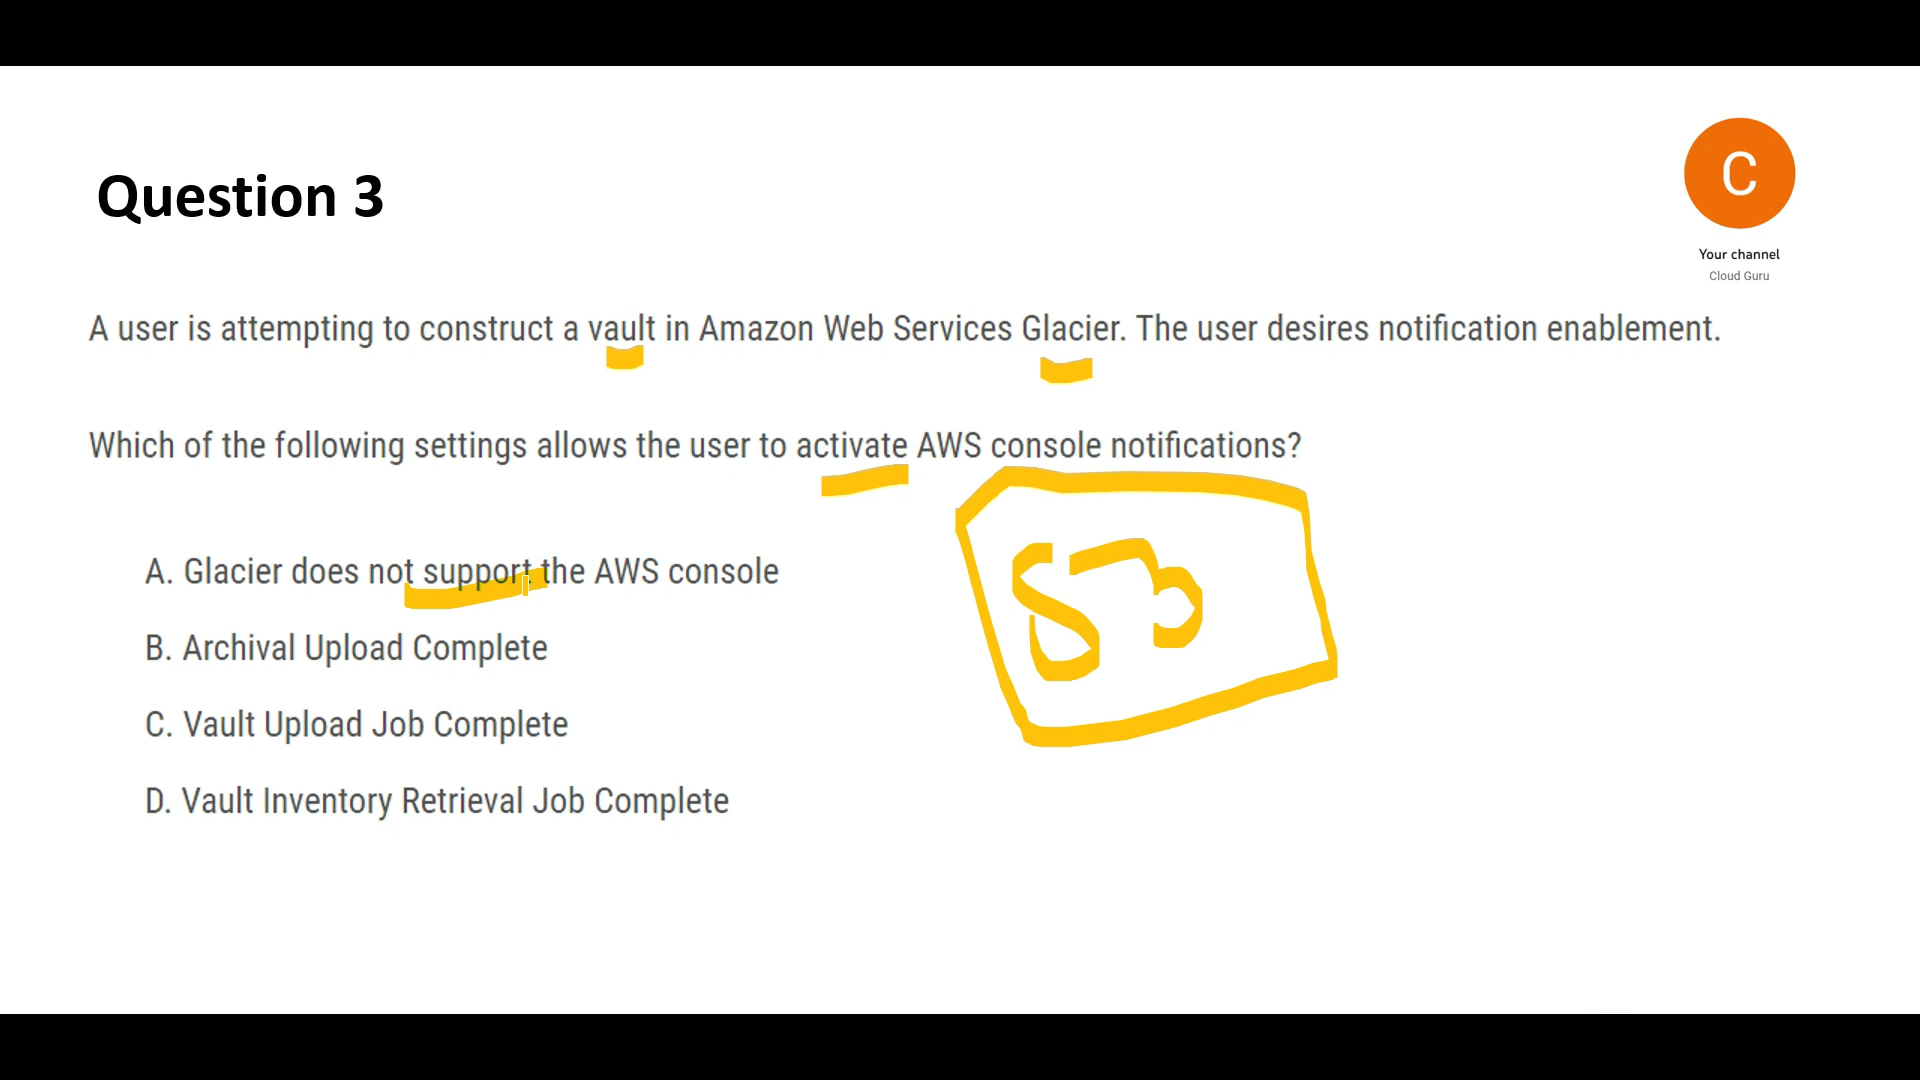 Question 3
C
Your channel
Cloud Guru
A user is attempting to construct a vault in Amazon Web Services Glacier. The user desires notification enablement.
Which of the following settings allows the user to activate AWS console notifications?
A. Glacier does not support the AWS console
S3
B. Archival Upload Complete
C. Vault Upload Job Complete
D. Vault Inventory Retrieval Job Complete